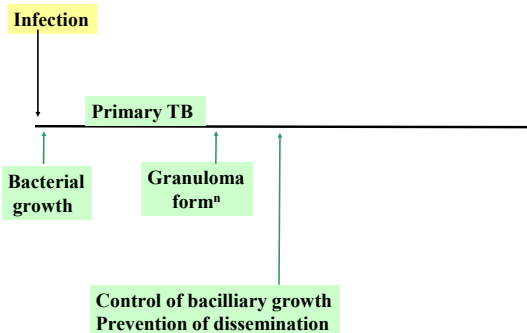 Infection
Primary TB
Bacterial
growth
Granuloma
formⁿ
Control of bacilliary growth
Prevention of dissemination